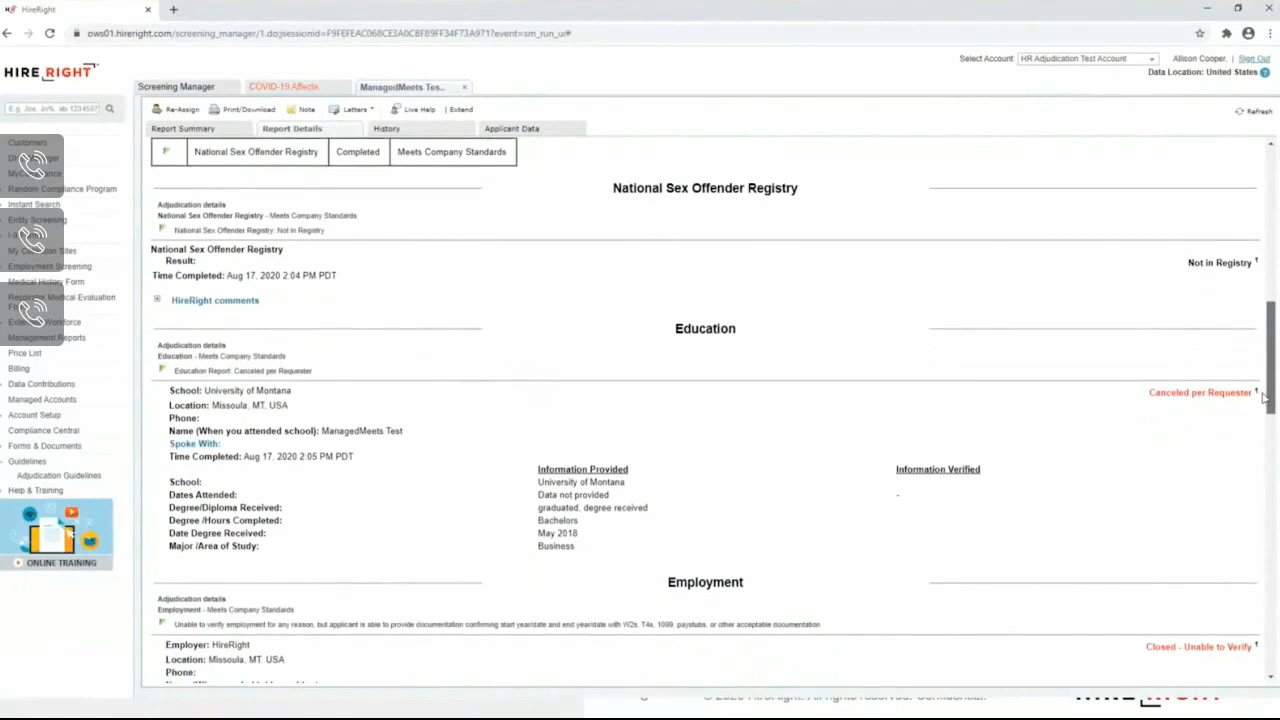 HireRight
ows01.hireright.com/screening_manager/1.do;jsessionid=F9FEFEAC068CE3A0CBF89FF34F73A971?event=sm_run_ur#
HIRE RIGHT
Select Account: HR Adjudication Test Account Allison Cooper, | Sign Out
Data Location: United States
Screening Manager COVID-19 Affecte ManagedMeets Tes..
E.g. Joe, Jo%, ab-1234567
Re-Assign Print/Download Note Letters Live Help | Extend Refresh
Report Summary Report Details History Applicant Data
Customers
Random Compliance Program
Instant Search
Entity Screening
Employment Screening
Medical History Form
Medical Evaluation
Management Reports
Price List
Billing
Data Contributions
Managed Accounts
Account Setup
Compliance Central
Forms & Documents
Guidelines
Adjudication Guidelines
Help & Training
ONLINE TRAINING
National Sex Offender Registry Completed Meets Company Standards
National Sex Offender Registry
Adjudication details
National Sex Offender Registry - Meets Company Standards
National Sex Offender Registry: Not in Registry
National Sex Offender Registry
Result: Not in Registry 1
Time Completed: Aug 17, 2020 2:04 PM PDT
HireRight comments
Education
Adjudication details
Education - Meets Company Standards
Education Report: Canceled per Requester
School: University of Montana Canceled per Requester 1
Location: Missoula, MT. USA
Phone:
Name (When you attended school): ManagedMeets Test
Spoke With:
Time Completed: Aug 17, 2020 2:05 PM PDT
Information Provided Information Verified
School: University of Montana
Dates Attended: Data not provided -
Degree/Diploma Received: graduated, degree received
Degree /Hours Completed: Bachelors
Date Degree Received: May 2018
Major /Area of Study: Business
Employment
Adjudication details
Employment - Meets Company Standards
Unable to verify employment for any reason, but applicant is able to provide documentation confirming start year/date and end year/date with W2s, T4s, 1099, paystubs, or other acceptable documentation
Employer: HireRight Closed - Unable to Verify 1
Location: Missoula, MT. USA
Phone: